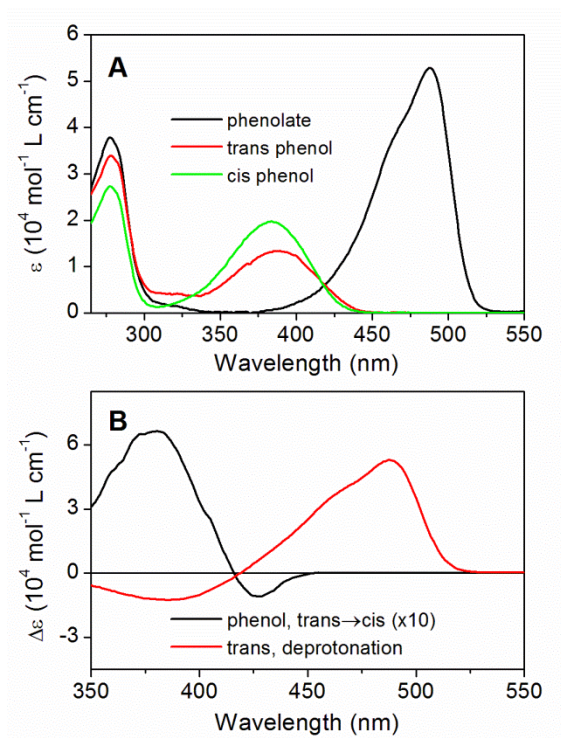 A
6
5
4
3
2
1
0
ε (10⁴ mol⁻¹ L cm⁻¹)
phenolate
trans phenol
cis phenol
300 350 400 450 500 550
Wavelength (nm)
B
6
3
0
-3
Δε (10⁴ mol⁻¹ L cm⁻¹)
phenol, trans→cis (x10)
trans, deprotonation
350 400 450 500 550
Wavelength (nm)